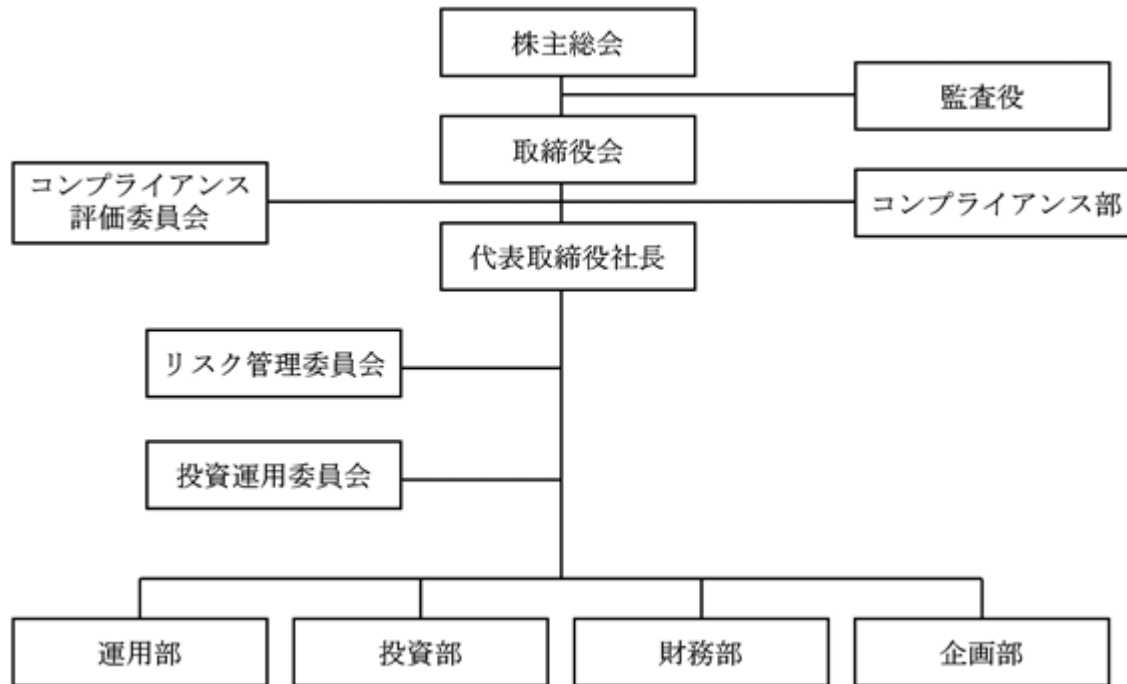 株主総会
監査役
取締役会
コンプライアンス
評価委員会
コンプライアンス部
代表取締役社長
リスク管理委員会
投資運用委員会
運用部
投資部
財務部
企画部